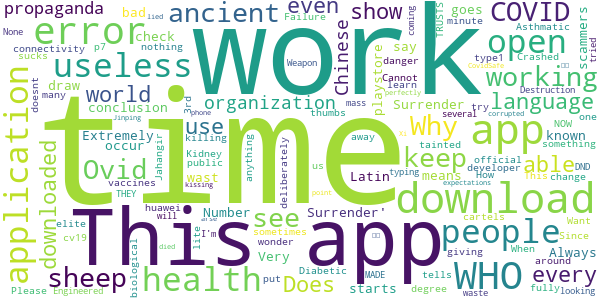 propaganda bad lied ancient even show COVID
None error check Failure goes minute coming scammers
connectivity p7 nothing Weapon Chinese playstore open Asthmatic TRUSTS Crashed tried
sucks useless work say danger Cannot type1 CovidSafe
doesnt draw world Jinping learn working
many conclusion organization thumbs mass Surrender try Destruction language
application Extremely occur use 3rd phone Why app several corrupted one
downloaded Ovid known NOW something
time away tainted official DND
vaccines Jahangir killing Kidney public anything deliberately us keep Latin means developer able This change
THEY kissing perfectly typing How
huawei This app download
elite sheep will Number see Surrender' people cartels Since expectations
cv19 I'm lite sometimes Very giving WHO When Want
health biological wonder Diabetic put Does tells point MADE Always around every
Please Engineered died starts degree waste fully looking
wast